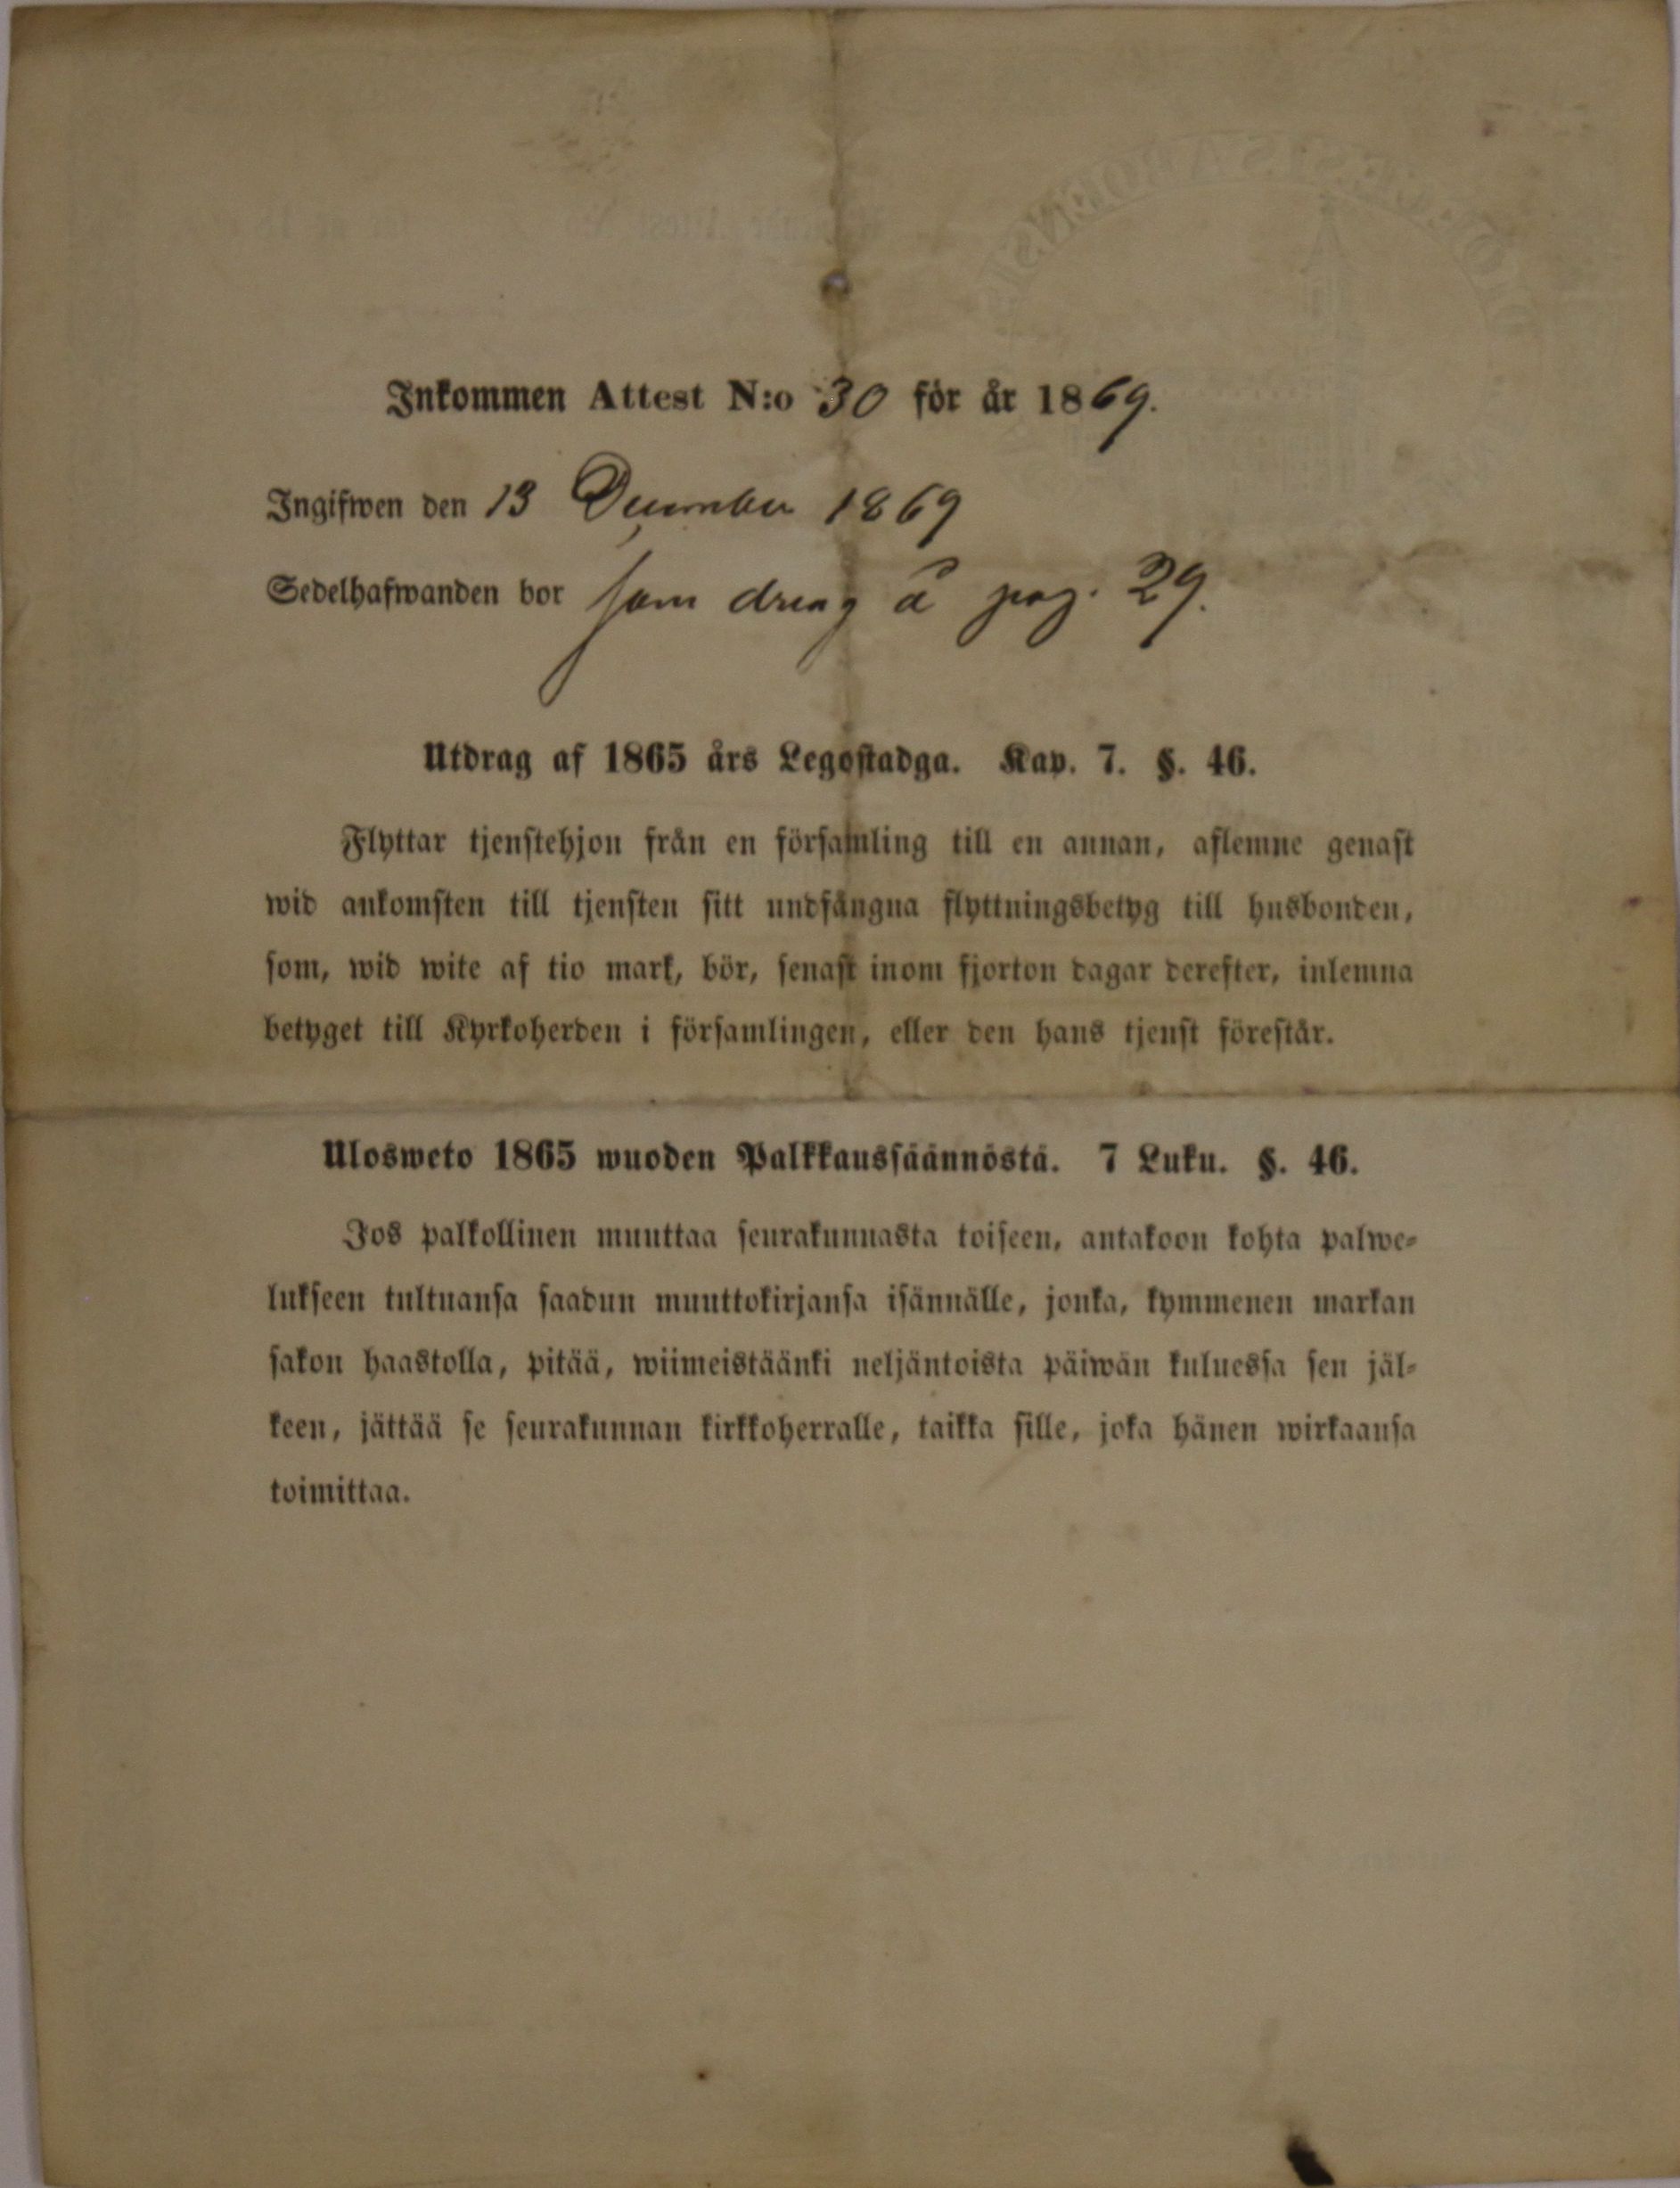 Inkommen Attest N:o 30 för år 1869.
Ingifwen den 13 December 1869
Sedelhafwanden bor som dreng å pag. 29.
Utdrag af 1865 års Legostadga. Kap. 7. §. 46.
Flyttar tjenstehjon från en församling till en annan, aflemne genast
wid ankomsten till tjensten sitt undfångna flyttningsbetyg till husbonden,
som, wid wite af tio mark, bör, senast inom fjorton dagar derefter, inlemna
betyget till Kyrkoherden i församlingen, eller den hans tjenst förestår.
Ulosweto 1865 wuoden Palkkaussäännöstä. 7 Luku. §. 46.
Jos palkollinen muuttaa seurakunnasta toiseen, antakoon kohta palwe-
lukseen tultuansa saadun muuttokirjansa isännälle, jonka, kymmenen markan
sakon haastolla, pitää, wiimeistäänki neljäntoista päiwän kuluessa sen jäl-
keen, jättää se seurakunnan kirkkoherralle, taikka sille, joka hänen wirkaansa
toimittaa.